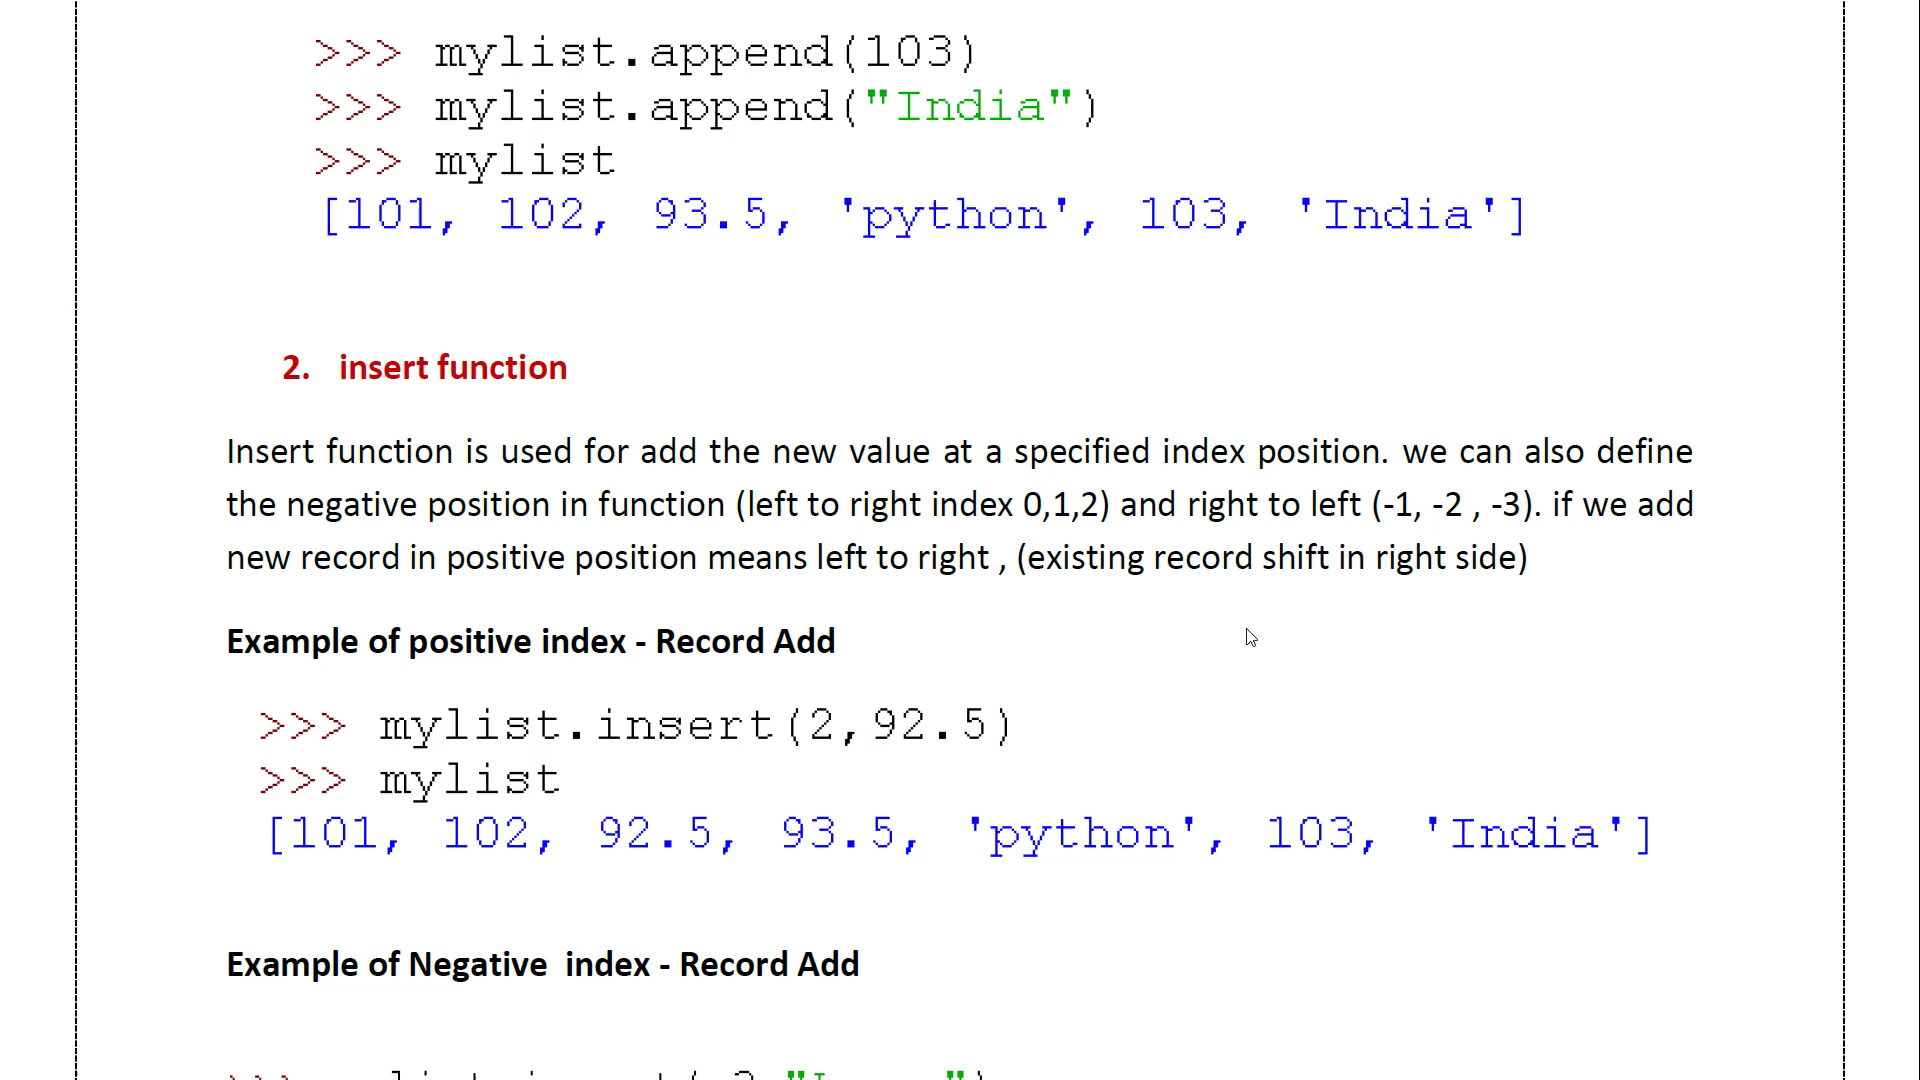 >>> mylist.append(103)
>>> mylist.append("India")
>>> mylist
[101, 102, 93.5, 'python', 103, 'India']
2. insert function
Insert function is used for add the new value at a specified index position. we can also define
the negative position in function (left to right index 0,1,2) and right to left (-1, -2 , -3). if we add
new record in positive position means left to right , (existing record shift in right side)
Example of positive index - Record Add
>>> mylist.insert(2,92.5)
>>> mylist
[101, 102, 92.5, 93.5, 'python', 103, 'India']
Example of Negative  index - Record Add